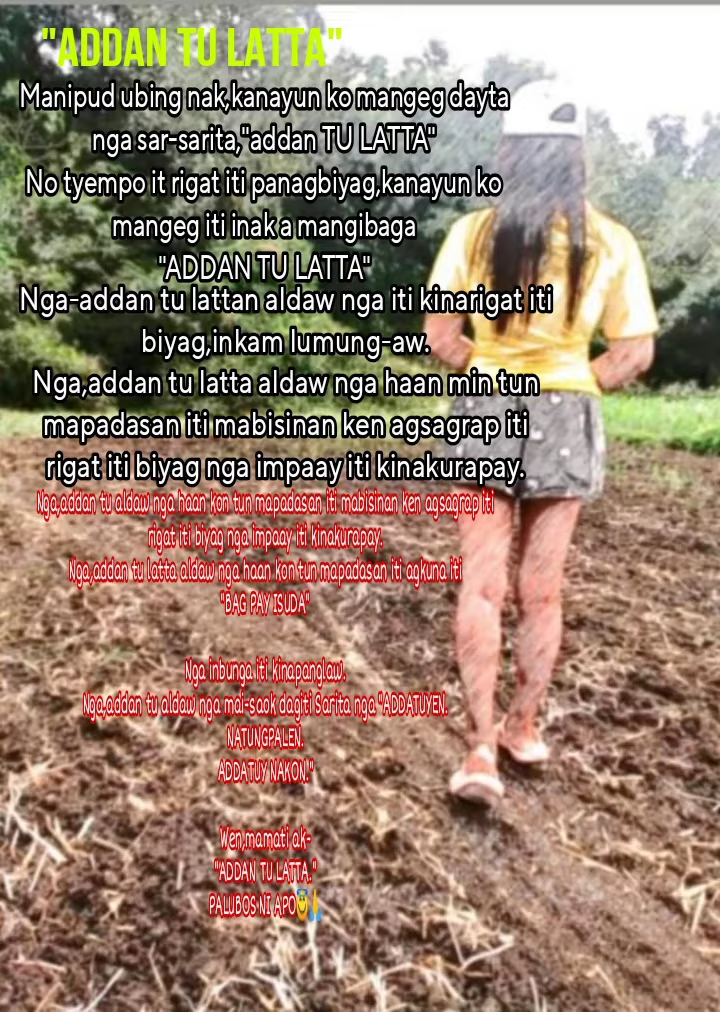 "ADDAN TU LATTA"
Manipud ubing nak,kanayun ko mangeg dayta
nga sar-sarita,"addan TU LATTA"
No tyempo it rigat iti panagbiyag,kanayun ko
mangeg iti inak a mangibaga
"ADDAN TU LATTA"
Nga-addan tu lattan aldaw nga iti kinarigat iti
biyag,inkam lumung-aw.
Nga,addan tu latta aldaw nga haan min tun
mapadasan iti mabisinan ken agsagrap iti
rigat iti biyag nga impaay iti kinakurapay.
Nga,addan tu aldaw nga haan kon tun mapadasan iti mabisinan ken agsagrap iti
rigat iti biyag nga impaay iti kinakurapay.
Nga,addan tu latta aldaw nga haan kon tun mapadasan iti agkuna iti
"BAG PAY ISUDA"
Nga inbunga iti kinapanglaw.
Nga,addan tu aldaw nga mai-saok dagiti sarita nga "ADDATUYEN.
NATUNGPALEN.
ADDATUY NAKON."
Wen,mamati ak-
"ADDAN TU LATTA."
PALUBOS NI APO😇🙏